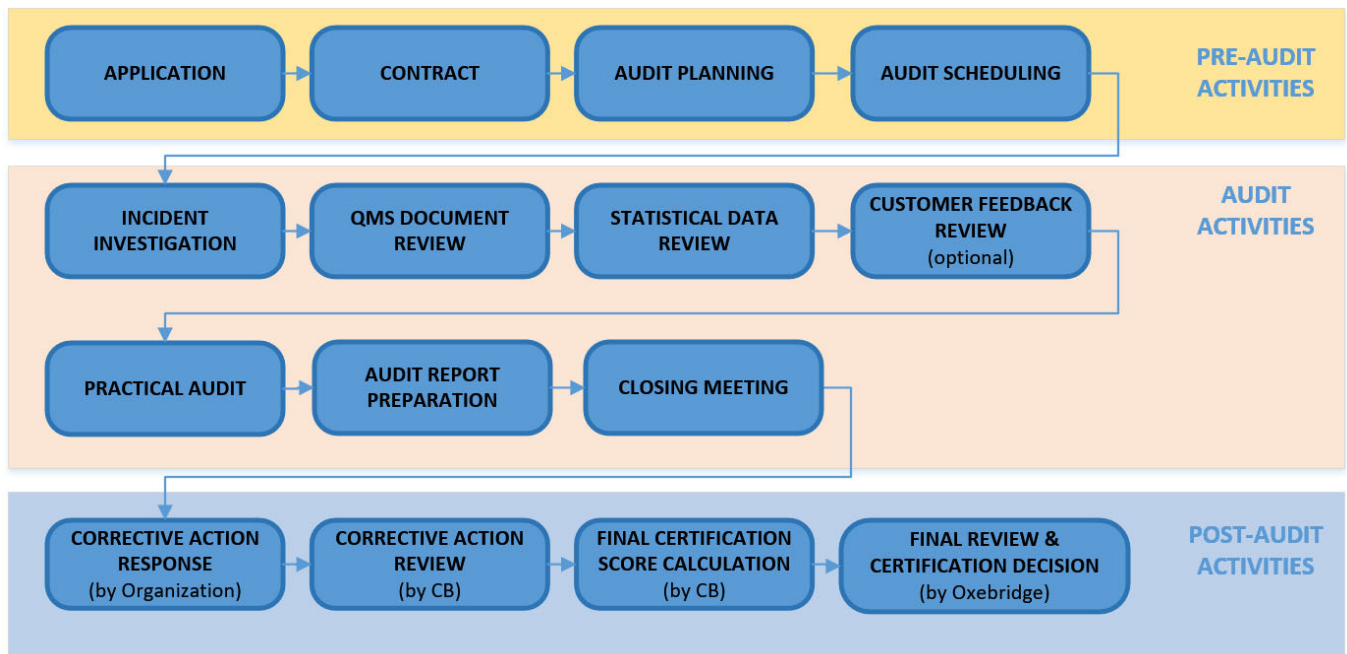 APPLICATION
CONTRACT
AUDIT PLANNING
AUDIT SCHEDULING
PRE-AUDIT
ACTIVITIES
INCIDENT
INVESTIGATION
QMS DOCUMENT
REVIEW
STATISTICAL DATA
REVIEW
CUSTOMER FEEDBACK
REVIEW
(optional)
AUDIT
ACTIVITIES
PRACTICAL AUDIT
AUDIT REPORT
PREPARATION
CLOSING MEETING
CORRECTIVE ACTION
RESPONSE
(by Organization)
CORRECTIVE ACTION
REVIEW
(by CB)
FINAL CERTIFICATION
SCORE CALCULATION
(by CB)
FINAL REVIEW &
CERTIFICATION DECISION
(by Oxebridge)
POST-AUDIT
ACTIVITIES